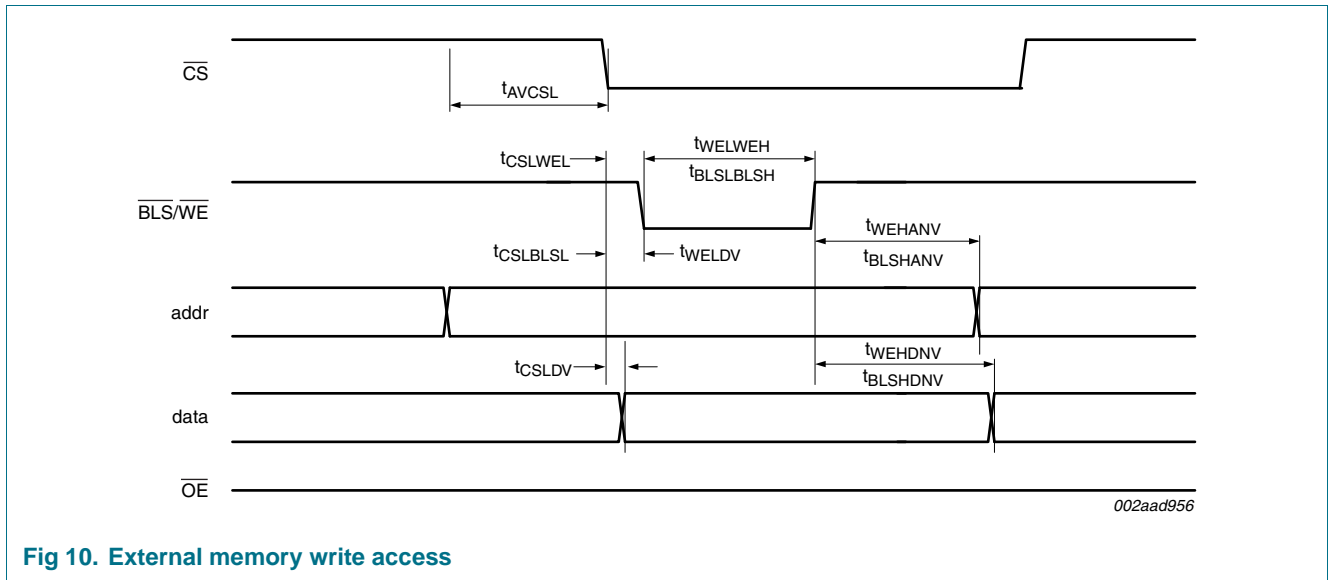 CS
tAVCSL
tCSLWEL
tWELWEH
tBLSLBLSH
BLS/WE
tCSLBLSL
tWELDV
tWEHANV
tBLSHANV
addr
tCSLDV
tWEHDNV
tBLSHDNV
data
OE
002aad956
Fig 10. External memory write access